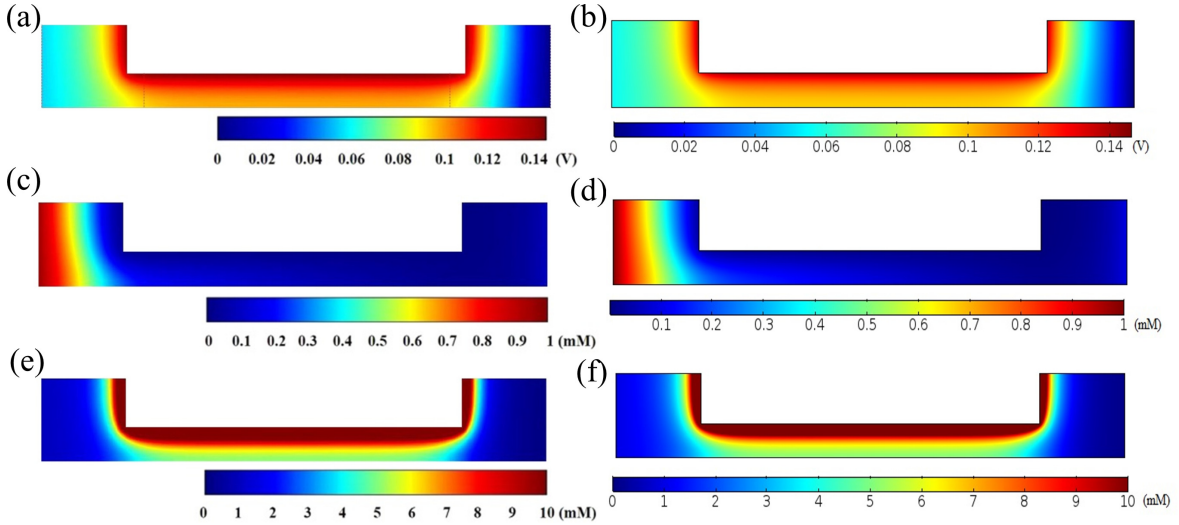 (a) (b)
0 0.02 0.04 0.06 0.08 0.1 0.12 0.14 (V)
0 0.02 0.04 0.06 0.08 0.1 0.12 0.14 (V)
(c) (d)
0 0.1 0.2 0.3 0.4 0.5 0.6 0.7 0.8 0.9 1 (mM)
0.1 0.2 0.3 0.4 0.5 0.6 0.7 0.8 0.9 1 (mM)
(e) (f)
0 1 2 3 4 5 6 7 8 9 10 (mM)
0 1 2 3 4 5 6 7 8 9 10 (mM)